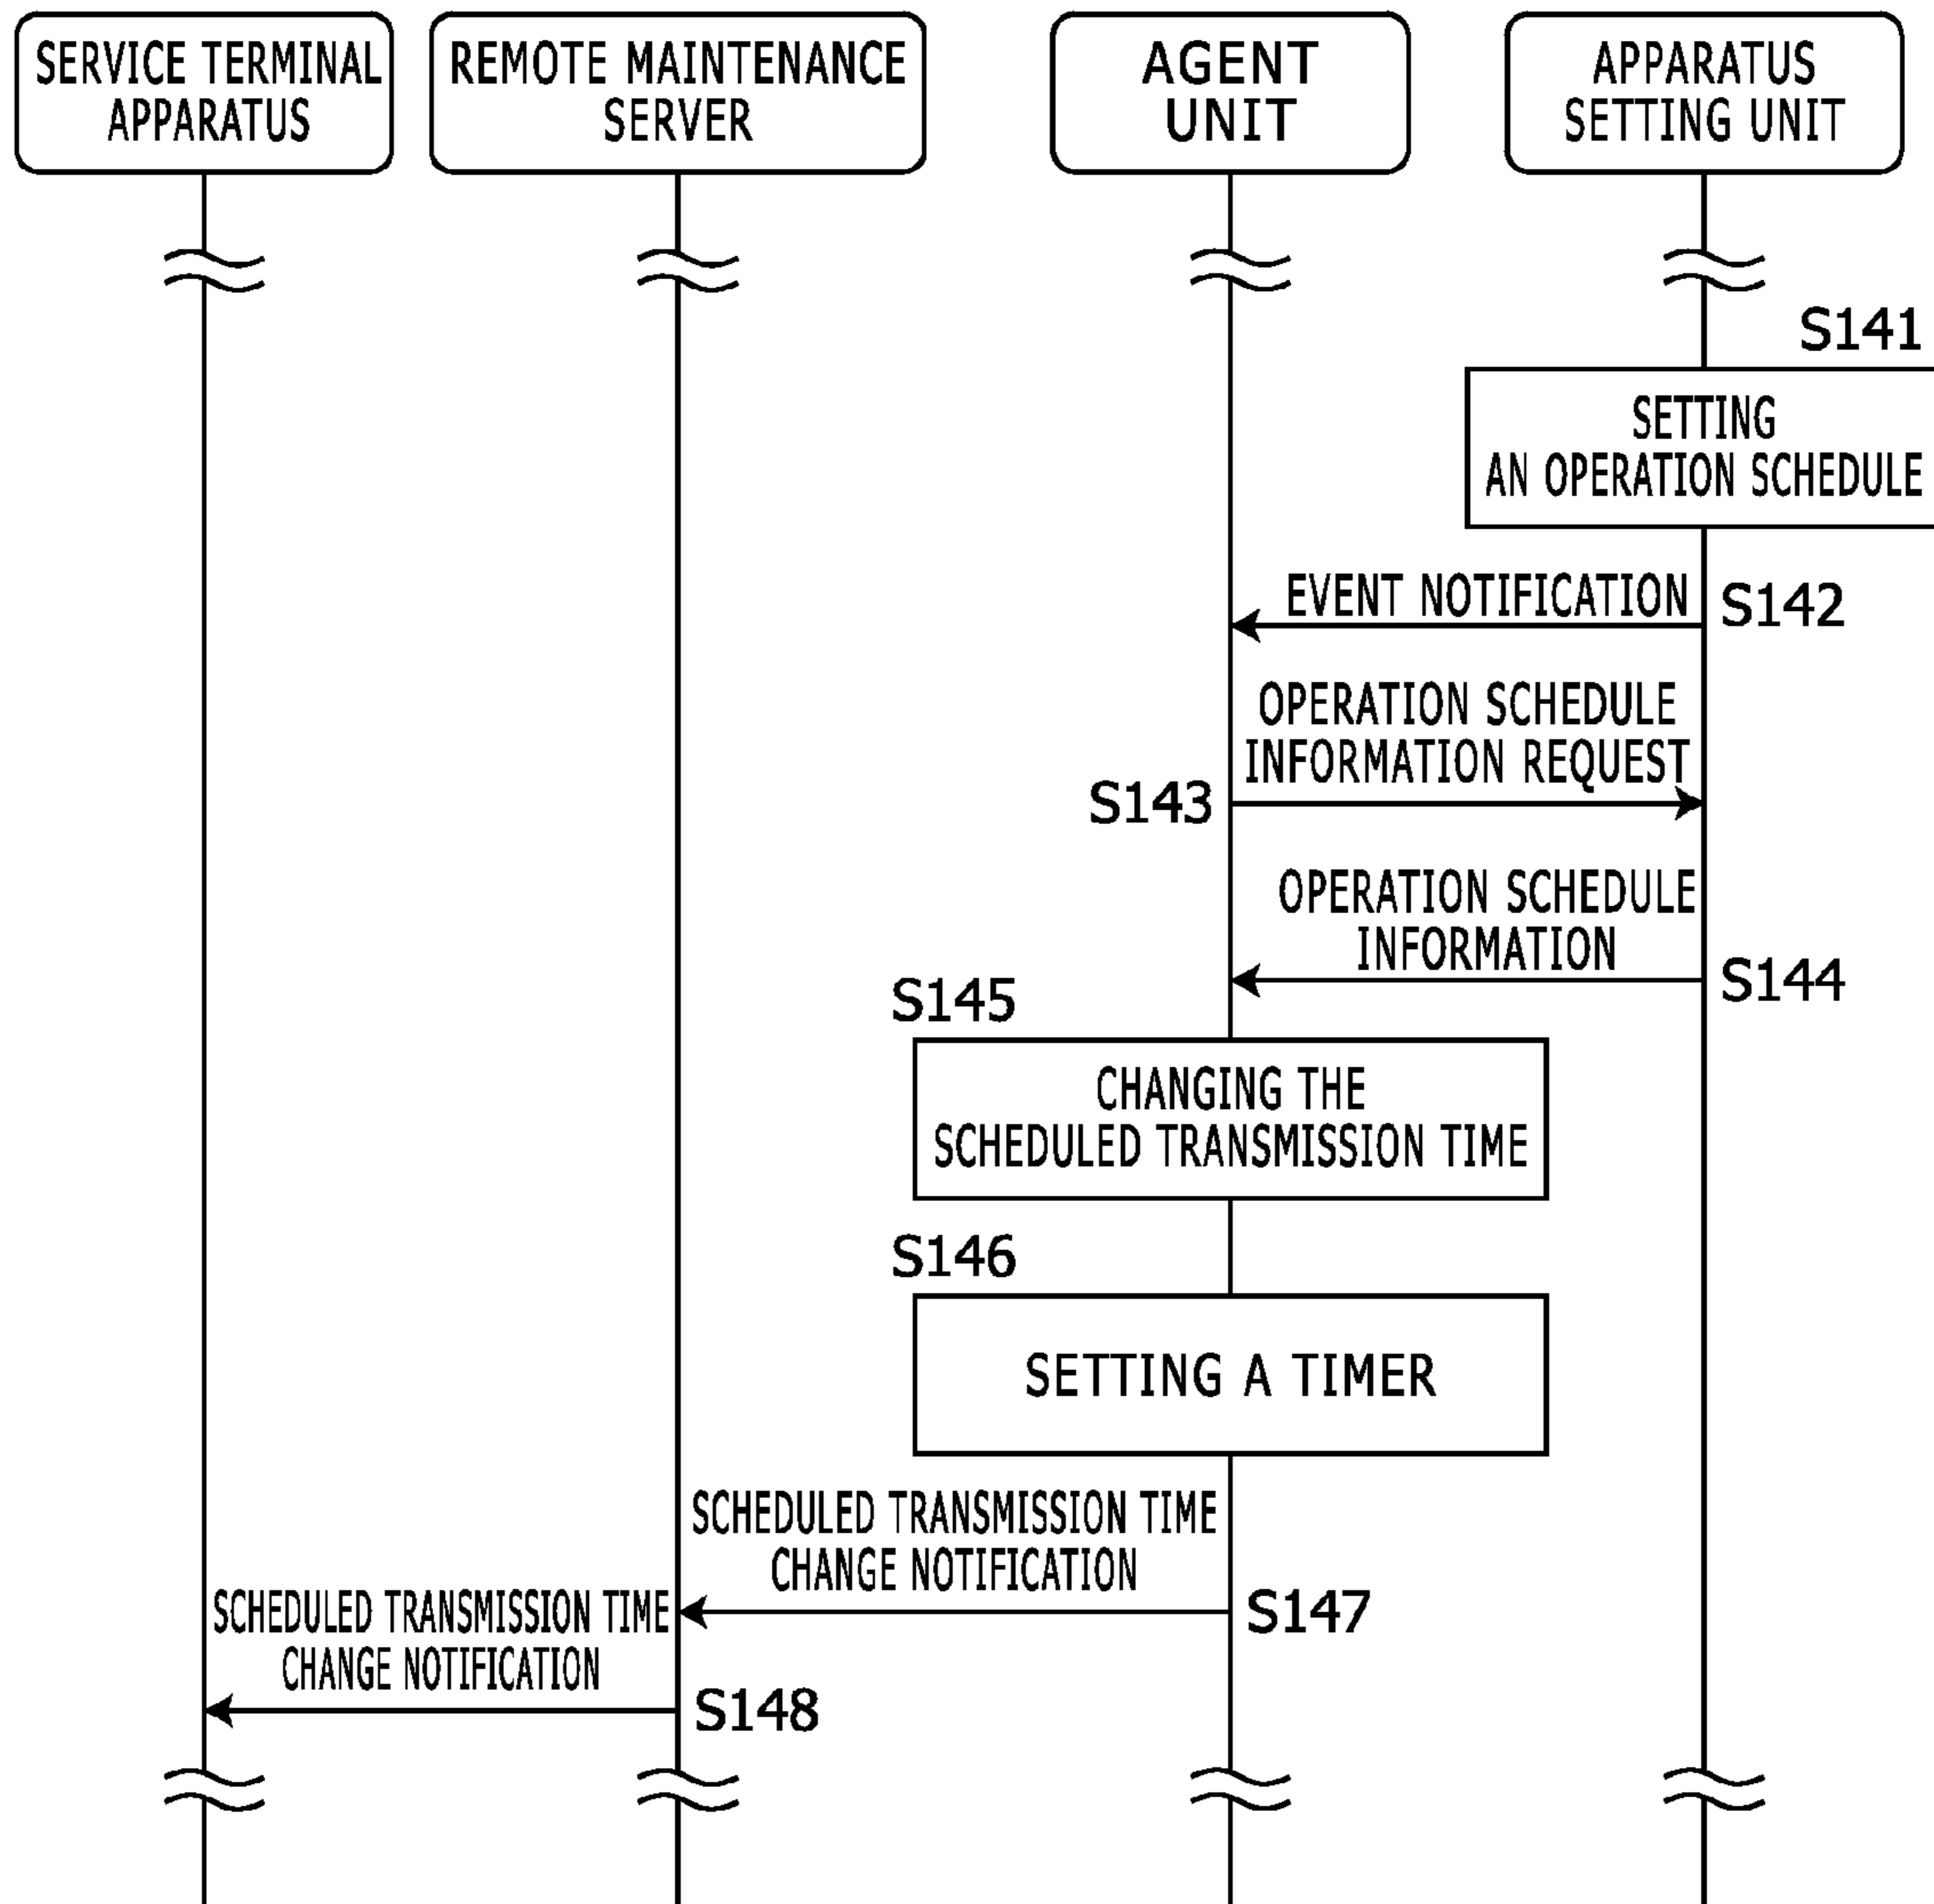 SERVICE TERMINAL
APPARATUS
REMOTE MAINTENANCE
SERVER
AGENT
UNIT
APPARATUS
SETTING UNIT
S141
SETTING
AN OPERATION SCHEDULE
EVENT NOTIFICATION
S142
OPERATION SCHEDULE
INFORMATION REQUEST
S143
OPERATION SCHEDULE
INFORMATION
S144
S145
CHANGING THE
SCHEDULED TRANSMISSION TIME
S146
SETTING A TIMER
SCHEDULED TRANSMISSION TIME
CHANGE NOTIFICATION
S147
SCHEDULED TRANSMISSION TIME
CHANGE NOTIFICATION
S148